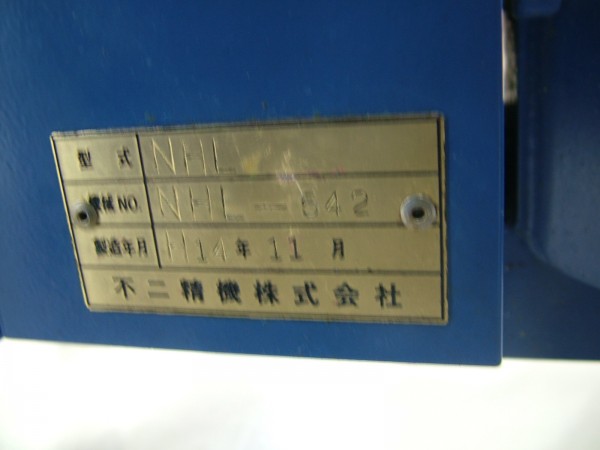 型式 NHL
機械NO. NHL-642
製造年月 H14年11月
不二精機株式会社